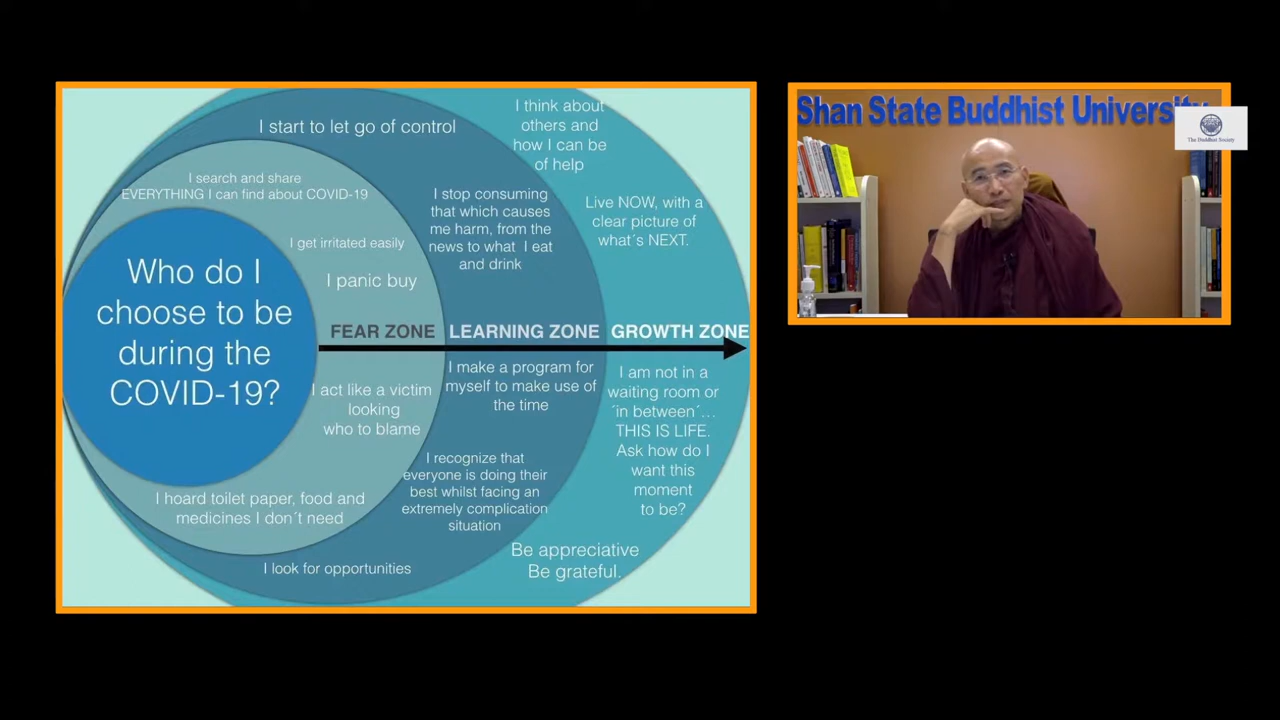 I think about
others and
how I can be
of help
I start to let go of control
I search and share
EVERYTHING I can find about COVID-19
I stop consuming
that which causes
me harm, from the
news to what I eat
and drink
Live NOW, with a
clear picture of
what´s NEXT.
I get irritated easily
I panic buy
Who do I
choose to be
during the
COVID-19?
FEAR ZONE
LEARNING ZONE
GROWTH ZONE
I act like a victim
looking
who to blame
I make a program for
myself to make use of
the time
I am not in a
waiting room or
´in between´...
THIS IS LIFE.
Ask how do I
want this
moment
to be?
I recognize that
everyone is doing their
best whilst facing an
extremely complication
situation
I hoard toilet paper, food and
medicines I don´t need
Be appreciative
Be grateful.
I look for opportunities
Shan State Buddhist University
The Buddhist Society